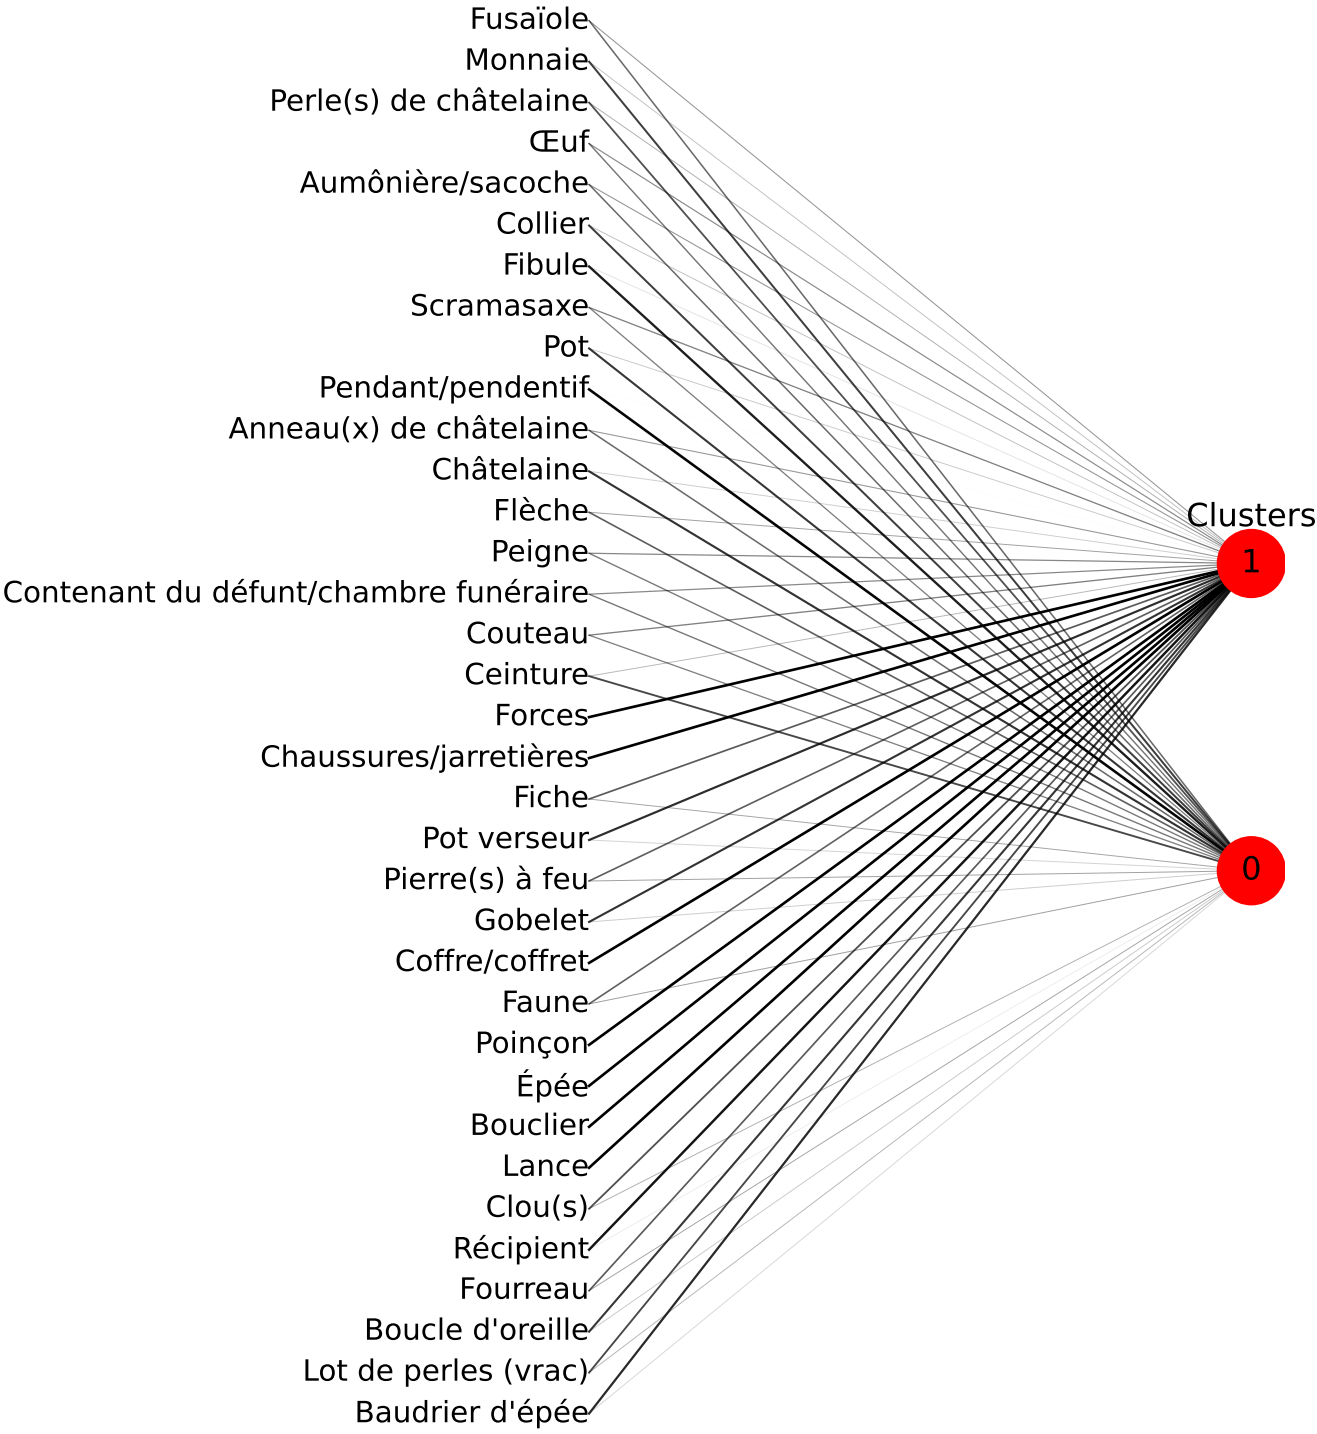 Fusaïole
Monnaie
Perle(s) de châtelaine
Œuf
Aumônière/sacoche
Collier
Fibule
Scramasaxe
Pot
Pendant/pendentif
Anneau(x) de châtelaine
Châtelaine
Flèche
Peigne
Contenant du défunt/chambre funéraire
Couteau
Ceinture
Forces
Chaussures/jarretières
Fiche
Pot verseur
Pierre(s) à feu
Gobelet
Coffre/coffret
Faune
Poinçon
Épée
Bouclier
Lance
Clou(s)
Récipient
Fourreau
Boucle d'oreille
Lot de perles (vrac)
Baudrier d'épée
Clusters
1
0